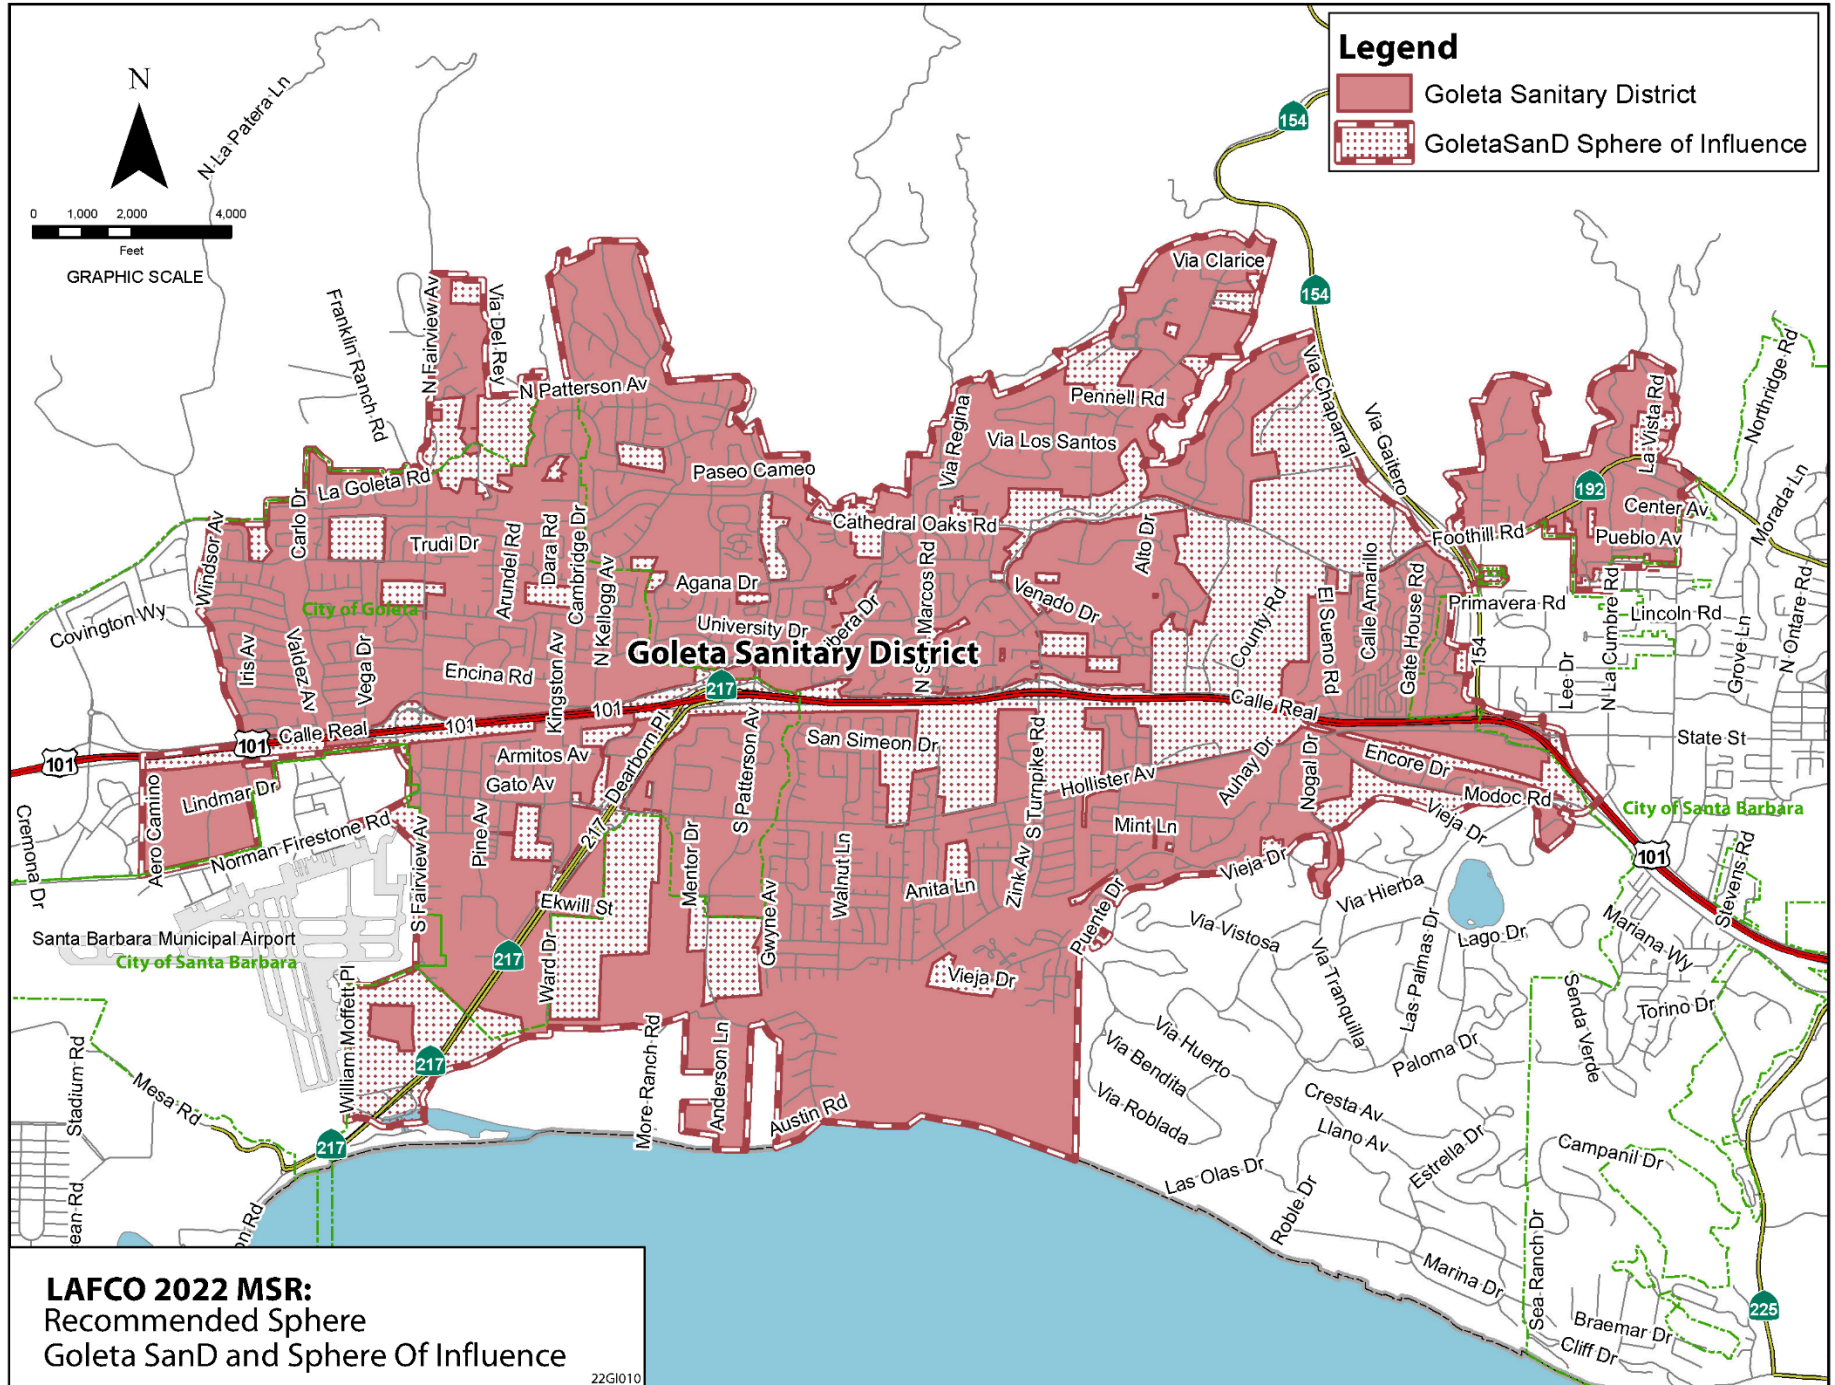 Legend
Goleta Sanitary District
GoletaSanD Sphere of Influence
N
0 1,000 2,000 4,000
Feet
GRAPHIC SCALE
N La Patera Ln
154
154
Via Clarice
N Fairview Av
Via Del Rey
Franklin Ranch Rd
N Patterson Av
Pennell Rd
Via Chaparral
Via Gaitero
La Vista Rd
Northridge Rd
Via Regina
Via Los Santos
Paseo Cameo
La Goleta Rd
192
Center Av
Morada Ln
Carlo Dr
Windsor Av
Cathedral Oaks Rd
Foothill Rd
Pueblo Av
Trudi Dr
Arundel Rd
Dara Rd
Cambridge Dr
N Kellogg Av
Alto Dr
Agana Dr
Venado Dr
County Rd
El Sueno Rd
Calle Amarillo
Gate House Rd
Primavera Rd
N La Cumbre Rd
Lincoln Rd
N Ontare Rd
Covington Wy
City of Goleta
University Dr
Goleta Sanitary District
Iris Av
Valdez Av
Vega Dr
Encina Rd
Kingston Av
154
Lee Dr
Grove Ln
217
101
101
101
101
Calle Real
Calle Real
Dearborn Pl
S Patterson Av
San Simeon Dr
S Turnpike Rd
Hollister Av
Auhay Dr
Nogal Dr
Encore Dr
State St
Armitos Av
Gato Av
Lindmar Dr
Modoc Rd
City of Santa Barbara
Cremona Dr
Aero Camino
Norman Firestone Rd
S Fairview Av
Pine Av
217
Mentor Dr
Walnut Ln
Mint Ln
Vieja Dr
Vieja Dr
101
Stevens Rd
Anita Ln
Zink Av
Ekwill St
Gwyne Av
Puente Dr
Via Hierba
Via Vistosa
Lago Dr
Mariana Wy
Santa Barbara Municipal Airport
City of Santa Barbara
217
Ward Dr
Vieja Dr
Via Tranquilla
Las Palmas Dr
Senda Verde
Torino Dr
William Moffett Pl
217
Stadium Rd
Mesa Rd
More Ranch Rd
Anderson Ln
Austin Rd
Via Huerto
Via Bendita
Via Roblada
Paloma Dr
Cresta Av
Llano Av
Estrella Dr
Campanil Dr
217
Las Olas Dr
Roble Dr
Marina Dr
Sea Ranch Dr
Braemar Dr
Cliff Dr
225
LAFCO 2022 MSR:
Recommended Sphere
Goleta SanD and Sphere Of Influence
22GI010